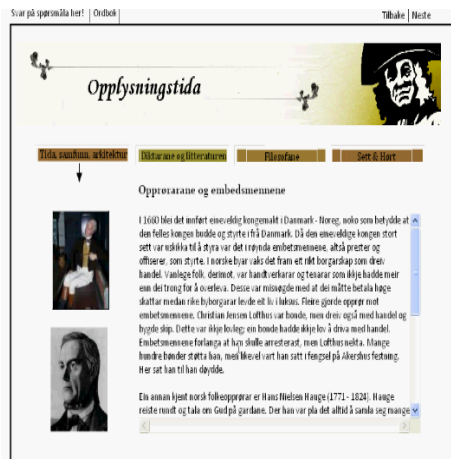 Svar på spørsmåla her! Ordbok Tilbake Neste
Opplysningstida
Tida, samfunn, arkitektur Diktarane og litteraturen Filosofane Sett & Hørt
Opprørarane og embedsmennene
I 1660 blei det innført eineveldig kongemakt i Danmark - Noreg, noko som betydde at
den felles kongen budde og styrte i frå Danmark. Då den eineveldige kongen stort
sett var uskikka til å styra var det i røynda embetsmennene, altså prester og
offiserer, som styrte. I norske byar vaks det fram eit rikt borgarskap som dreiv
handel. Vanlege folk, derimot, var handtverkarar og tenarar som ikkje hadde meir
enn dei trong for å overleva. Desse var misnøgde med at dei måtte betala høge
skattar medan rike byborgarar levde eit liv i luksus. Fleire gjorde opprør mot
embetsmennene. Christian Jensen Lofthus var bonde, men dreiv også med handel og
bygde skip. Dette var ikkje lovleg; ein bonde hadde ikkje lov å driva med handel.
Embetsmennene forlanga at han skulle arresterast, men Lofthus nekta. Mange
hundre bønder støtta han, men likevel vart han satt i fengsel på Akershus festning.
Her sat han til han døydde.
Ein annan kjent norsk folkeopprørar er Hans Nielsen Hauge (1771 - 1824). Hauge
reiste rundt og tala om Gud på gardane. Der han var pla det alltid å samla seg mange